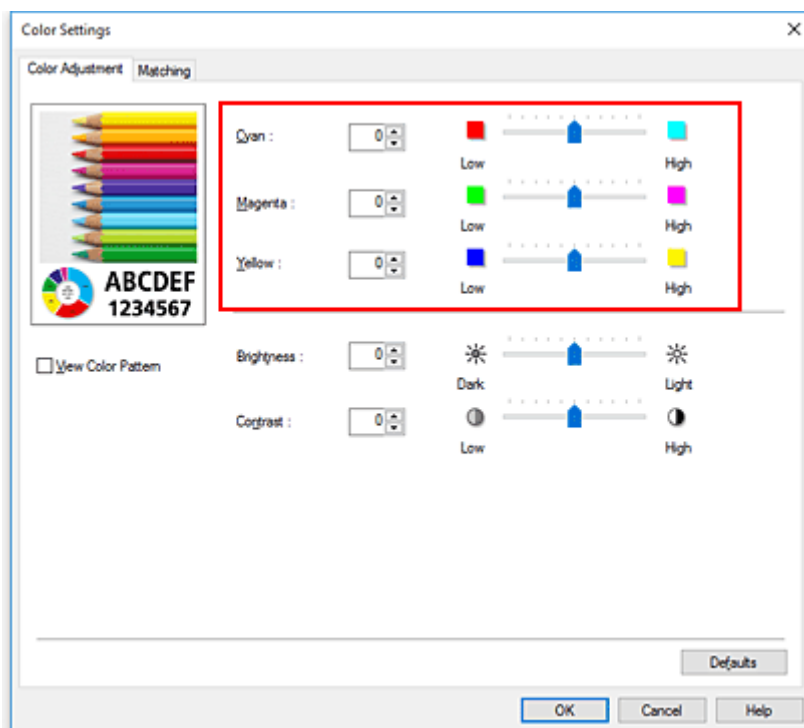 Color Settings
Color Adjustment Matching
Cyan : 0
Low High
Magenta : 0
Low High
Yellow : 0
Low High
ABCDEF
1234567
View Color Pattern
Brightness : 0
Dark Light
Contrast : 0
Low High
Defaults
OK Cancel Help